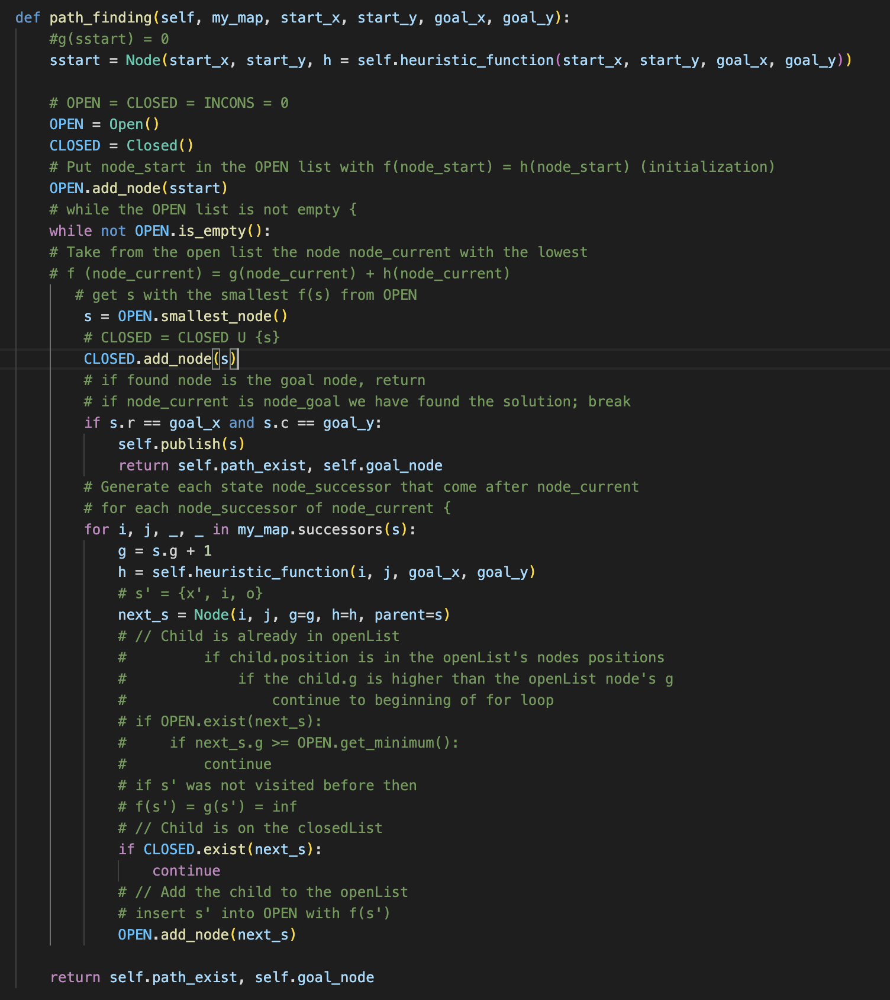 def path_finding(self, my_map, start_x, start_y, goal_x, goal_y):
    #g(sstart) = 0
    sstart = Node(start_x, start_y, h = self.heuristic_function(start_x, start_y, goal_x, goal_y))

    # OPEN = CLOSED = INCONS = 0
    OPEN = Open()
    CLOSED = Closed()
    # Put node_start in the OPEN list with f(node_start) = h(node_start) (initialization)
    OPEN.add_node(sstart)
    # while the OPEN list is not empty {
    while not OPEN.is_empty():
    # Take from the open list the node node_current with the lowest
    # f (node_current) = g(node_current) + h(node_current)
       # get s with the smallest f(s) from OPEN
        s = OPEN.smallest_node()
        # CLOSED = CLOSED U {s}
        CLOSED.add_node(s)
        # if found node is the goal node, return
        # if node_current is node_goal we have found the solution; break
        if s.r == goal_x and s.c == goal_y:
            self.publish(s)
            return self.path_exist, self.goal_node
        # Generate each state node_successor that come after node_current
        # for each node_successor of node_current {
        for i, j, _, _ in my_map.successors(s):
            g = s.g + 1
            h = self.heuristic_function(i, j, goal_x, goal_y)
            # s' = {x', i, o}
            next_s = Node(i, j, g=g, h=h, parent=s)
            # // Child is already in openList
            #         if child.position is in the openList's nodes positions
            #             if the child.g is higher than the openList node's g
            #                 continue to beginning of for loop
            # if OPEN.exist(next_s):
            #     if next_s.g >= OPEN.get_minimum():
            #         continue
            # if s' was not visited before then
            # f(s') = g(s') = inf
            # // Child is on the closedList
            if CLOSED.exist(next_s):
                continue
            # // Add the child to the openList
            # insert s' into OPEN with f(s')
            OPEN.add_node(next_s)

    return self.path_exist, self.goal_node